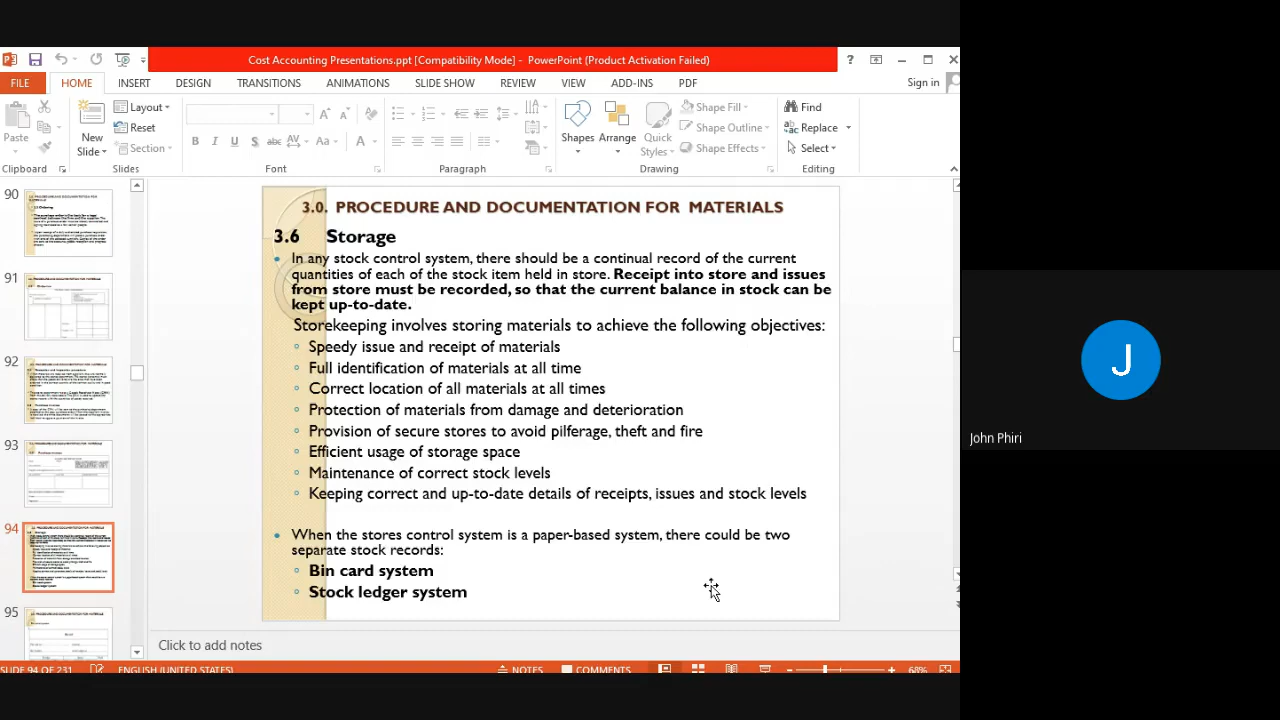 Cost Accounting Presentations.ppt [Compatibility Mode] - PowerPoint (Product Activation Failed)
FILE HOME INSERT DESIGN TRANSITIONS ANIMATIONS SLIDE SHOW REVIEW VIEW ADD-INS PDF Sign in
Paste
New Slide
Layout
Reset
Section
Shapes
Arrange
Quick Styles
Shape Fill
Shape Outline
Shape Effects
Find
Replace
Select
Clipboard Slides Font Paragraph Drawing Editing
90
91
92
93
94
95
3.0. PROCEDURE AND DOCUMENTATION FOR MATERIALS
3.6 Storage
In any stock control system, there should be a continual record of the current
quantities of each of the stock item held in store. Receipt into store and issues
from store must be recorded, so that the current balance in stock can be
kept up-to-date.
Storekeeping involves storing materials to achieve the following objectives:
Speedy issue and receipt of materials
Full identification of materials at all time
Correct location of all materials at all times
Protection of materials from damage and deterioration
Provision of secure stores to avoid pilferage, theft and fire
Efficient usage of storage space
Maintenance of correct stock levels
Keeping correct and up-to-date details of receipts, issues and stock levels
When the stores control system is a paper-based system, there could be two
separate stock records:
Bin card system
Stock ledger system
Click to add notes
SLIDE 94 OF 231 ENGLISH (UNITED STATES) NOTES COMMENTS 68%
J
John Phiri